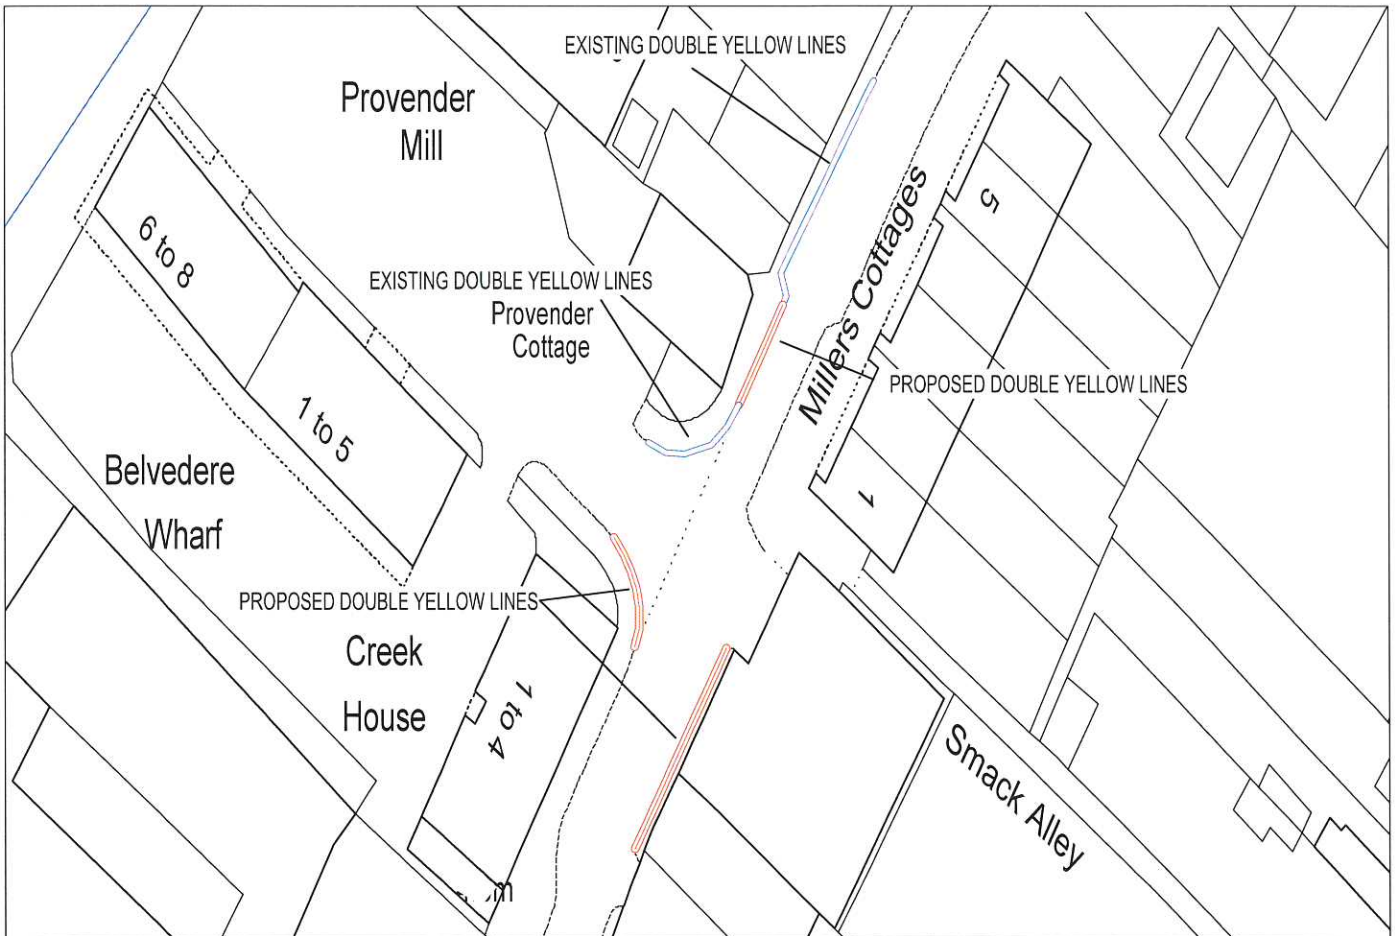 EXISTING DOUBLE YELLOW LINES
Provender
Mill
Millers Cottages
5
6 to 8
EXISTING DOUBLE YELLOW LINES
Provender
Cottage
PROPOSED DOUBLE YELLOW LINES
1 to 5
1
Belvedere
Wharf
PROPOSED DOUBLE YELLOW LINES
Creek
House
1 to 4
Smack Alley